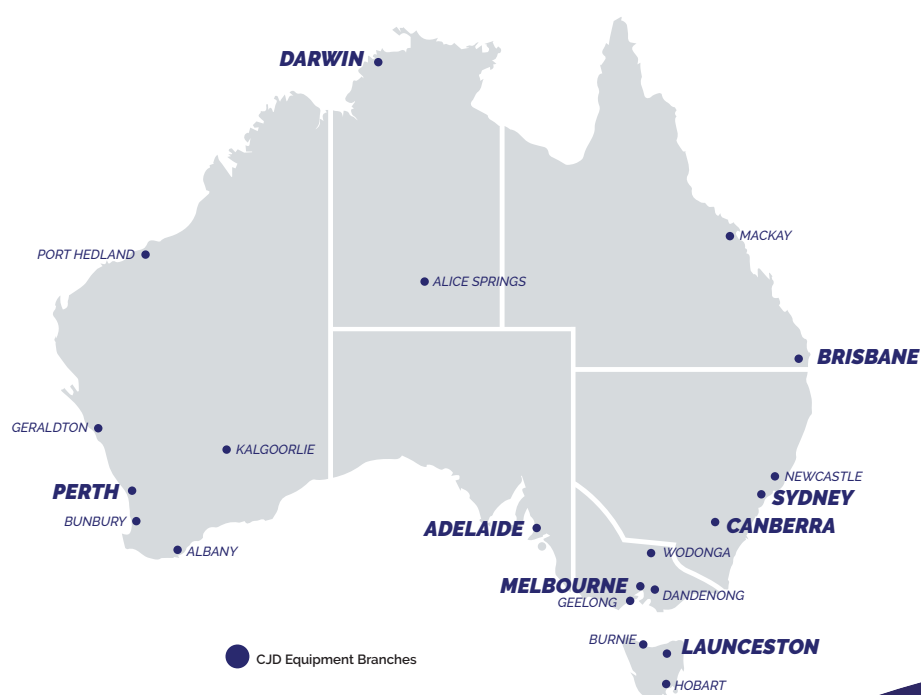 DARWIN
MACKAY
PORT HEDLAND
ALICE SPRINGS
BRISBANE
GERALDTON
KALGOORLIE
NEWCASTLE
PERTH
SYDNEY
BUNBURY
ADELAIDE
CANBERRA
ALBANY
WODONGA
MELBOURNE
DANDENONG
GEELONG
BURNIE
LAUNCESTON
CJD Equipment Branches
HOBART